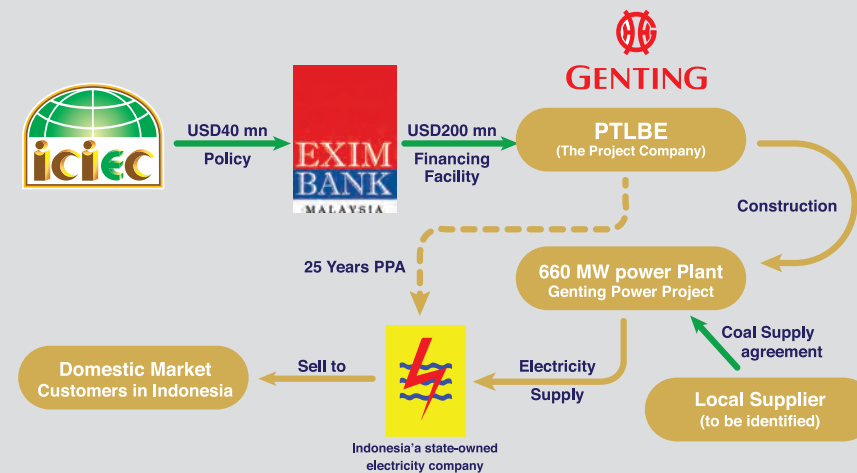 GENTING
iCiEC
USD40 mn
Policy
EXIM
BANK
MALAYSIA
USD200 mn
Financing
Facility
PTLBE
(The Project Company)
Construction
25 Years PPA
660 MW power Plant
Genting Power Project
Coal Supply
agreement
Domestic Market
Customers in Indonesia
Sell to
Electricity
Supply
Local Supplier
(to be identified)
Indonesia'a state-owned
electricity company